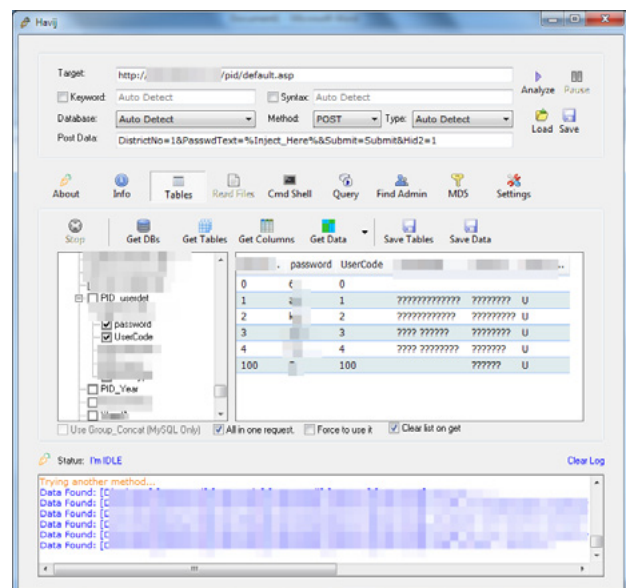 Havij
Target: http:/ /pid/default.asp
Analyze Pause
Keyword: Auto Detect Syntax: Auto Detect
Database: Auto Detect Method: POST Type: Auto Detect
Load Save
Post Data: DistrictNo=1&PasswdText=%Inject_Here%&Submit=Submit&Hid2=1
About Info Tables Read Files Cmd Shell Query Find Admin MD5 Settings
Stop Get DBs Get Tables Get Columns Get Data Save Tables Save Data
PID_userdet
password
UserCode
PID_Year
. password UserCode ..
0 0
1 1 ????????????? ???????? U
2 2 ???????????? ????????? U
3 3 ???? ?????? ??????? U
4 4 ???? ???????? ??????? U
100 100 ?????? U
Use Group_Concat (MySQL Only) All in one request. Force to use it Clear list on get
Status: I'm IDLE Clear Log
Trying another method...
Data Found: [
Data Found: [
Data Found: [
Data Found: [
Data Found: [
Data Found: [